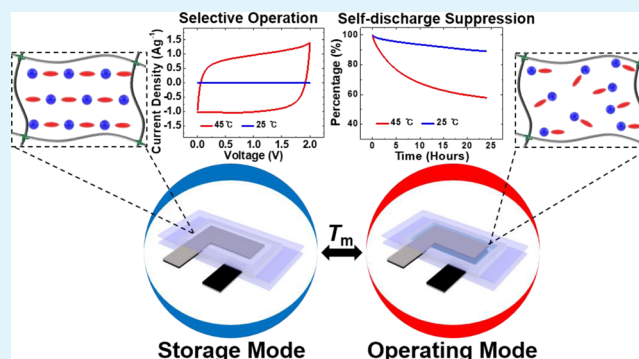 Selective Operation
Self-discharge Suppression
Current Density (Ag⁻¹)
1.5
1.0
0.5
0.0
-0.5
-1.0
-1.5
45 ℃
25 ℃
0.0 0.5 1.0 1.5 2.0
Voltage (V)
Percentage (%)
100
80
60
40
45 ℃
25 ℃
0 5 10 15 20 25
Time (Hours)
Tm
Storage Mode
Operating Mode